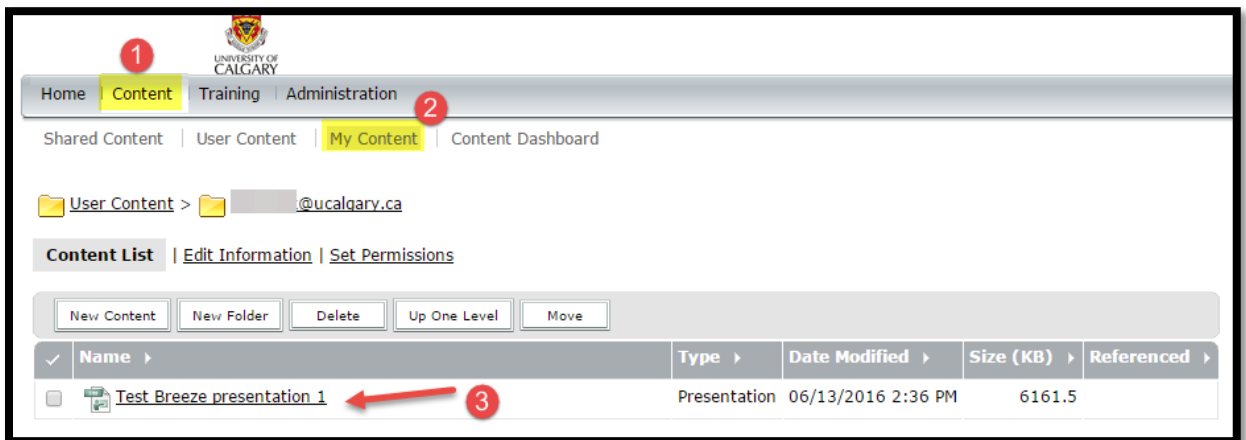 1
UNIVERSITY OF
CALGARY
Home | Content | Training | Administration
2
Shared Content | User Content | My Content | Content Dashboard
User Content > @ucalgary.ca
Content List | Edit Information | Set Permissions
New Content New Folder Delete Up One Level Move
Name Type Date Modified Size (KB) Referenced
Test Breeze presentation 1 Presentation 06/13/2016 2:36 PM 6161.5
3